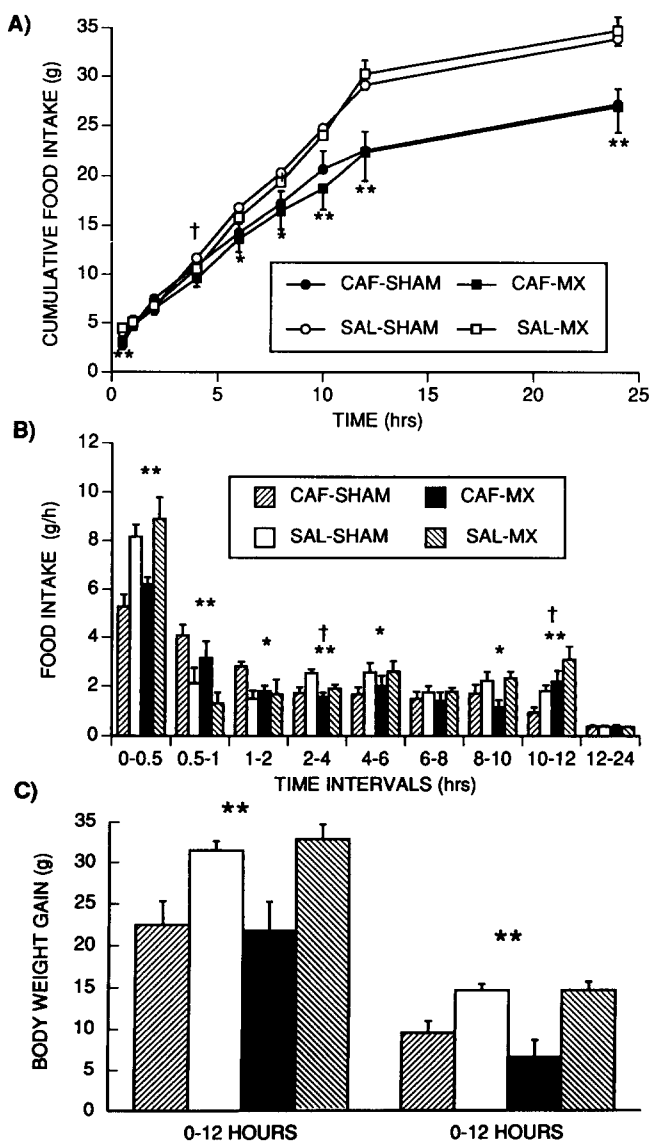 A)
CUMULATIVE FOOD INTAKE (g)
35
30
25
20
15
10
5
0
†
**
*
*
**
**
**
CAF-SHAM CAF-MX
SAL-SHAM SAL-MX
0 5 10 15 20 25
TIME (hrs)
B)
FOOD INTAKE (g/h)
12
10
8
6
4
2
0
**
**
*
†
**
*
*
†
**
CAF-SHAM CAF-MX
SAL-SHAM SAL-MX
0-0.5 0.5-1 1-2 2-4 4-6 6-8 8-10 10-12 12-24
TIME INTERVALS (hrs)
C)
BODY WEIGHT GAIN (g)
35
30
25
20
15
10
5
0
**
**
0-12 HOURS 0-12 HOURS